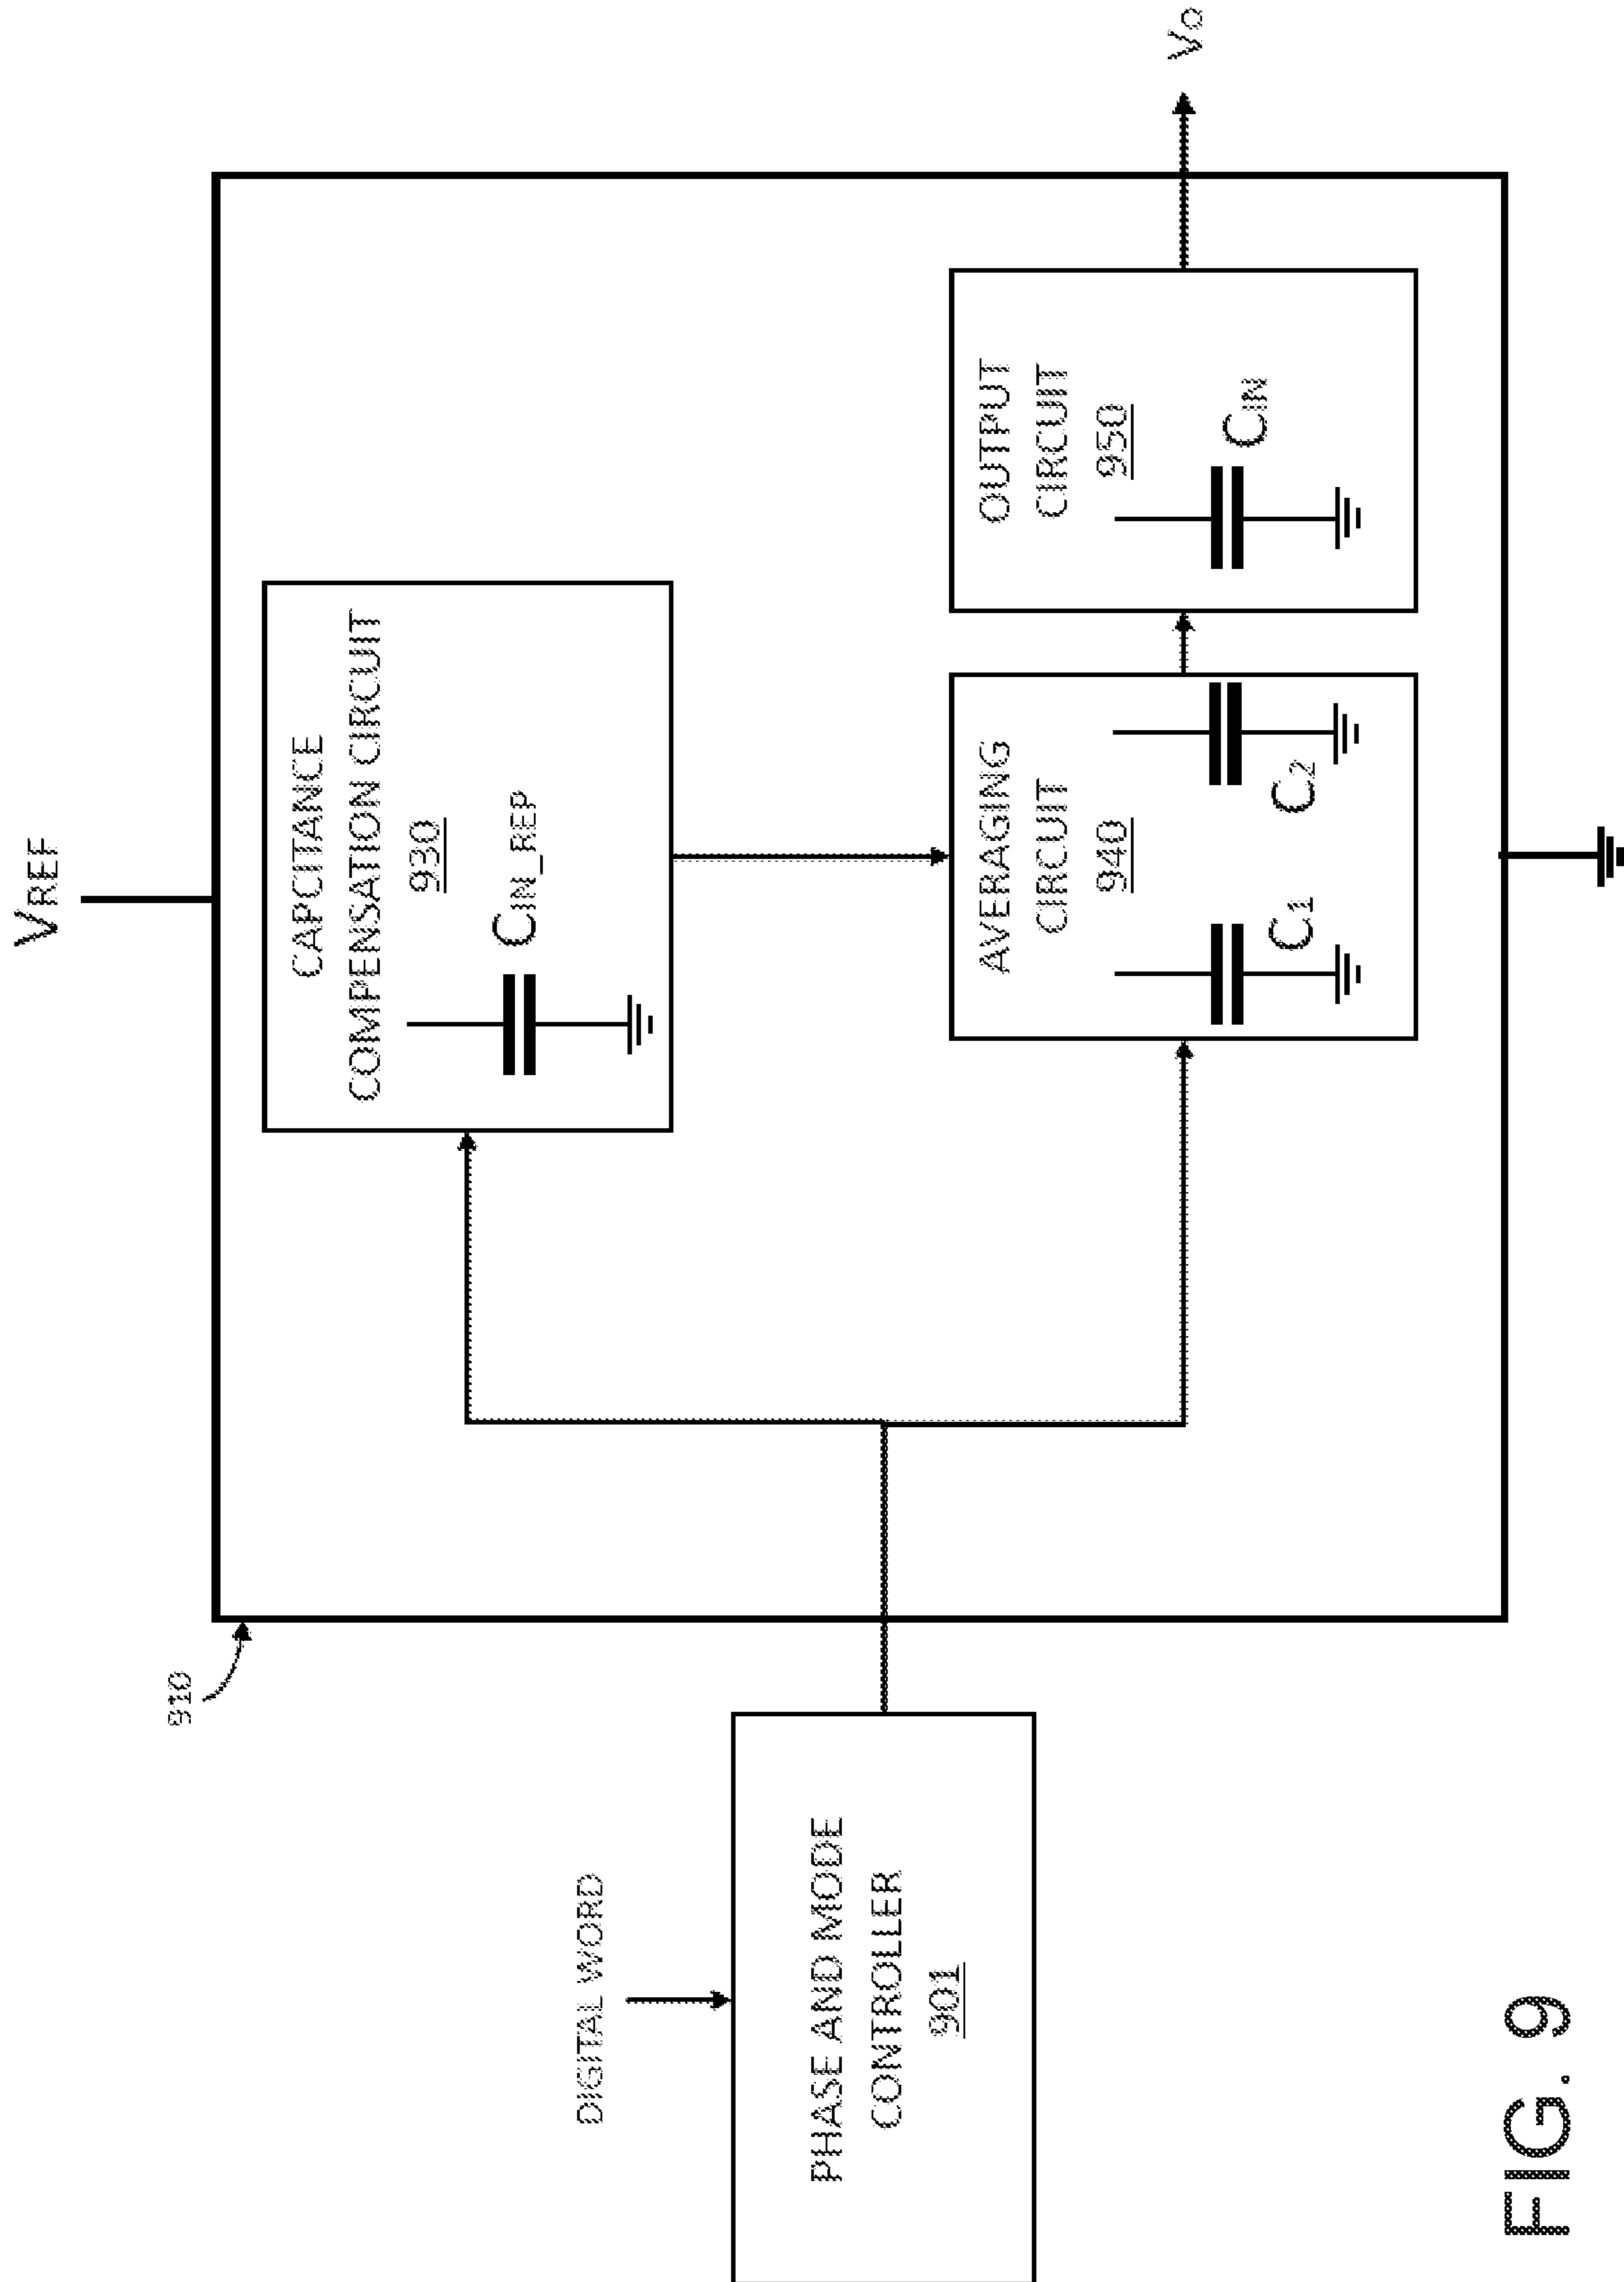 VREF
910
CAPCITANCE
COMPENSATION CIRCUIT
930
CIN_REP
DIGITAL WORD
PHASE AND MODE
CONTROLLER
901
AVERAGING
CIRCUIT
940
C1
C2
OUTPUT
CIRCUIT
950
CIN
VO
FIG. 9